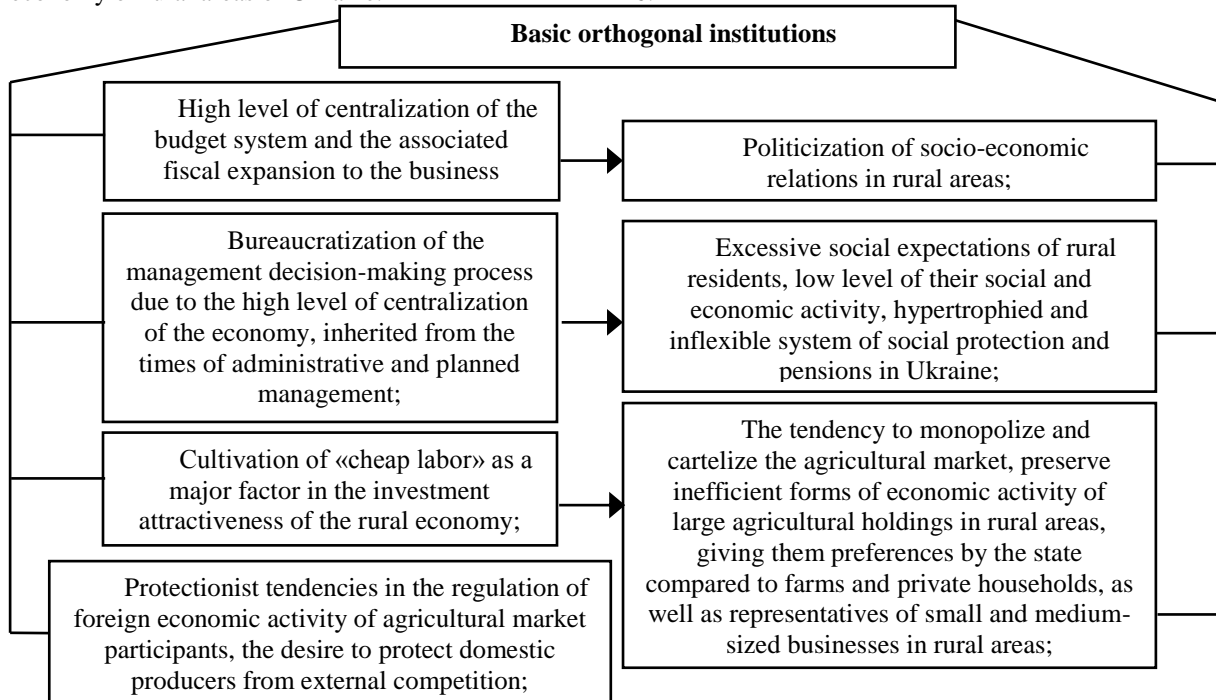 Basic orthogonal institutions
High level of centralization of the
budget system and the associated
fiscal expansion to the business
Politicization of socio-economic
relations in rural areas;
Bureaucratization of the
management decision-making process
due to the high level of centralization
of the economy, inherited from the
times of administrative and planned
management;
Excessive social expectations of rural
residents, low level of their social and
economic activity, hypertrophied and
inflexible system of social protection and
pensions in Ukraine;
Cultivation of «cheap labor» as a
major factor in the investment
attractiveness of the rural economy;
The tendency to monopolize and
cartelize the agricultural market, preserve
inefficient forms of economic activity of
large agricultural holdings in rural areas,
giving them preferences by the state
compared to farms and private households, as
well as representatives of small and medium-
sized businesses in rural areas;
Protectionist tendencies in the regulation of
foreign economic activity of agricultural market
participants, the desire to protect domestic
producers from external competition;